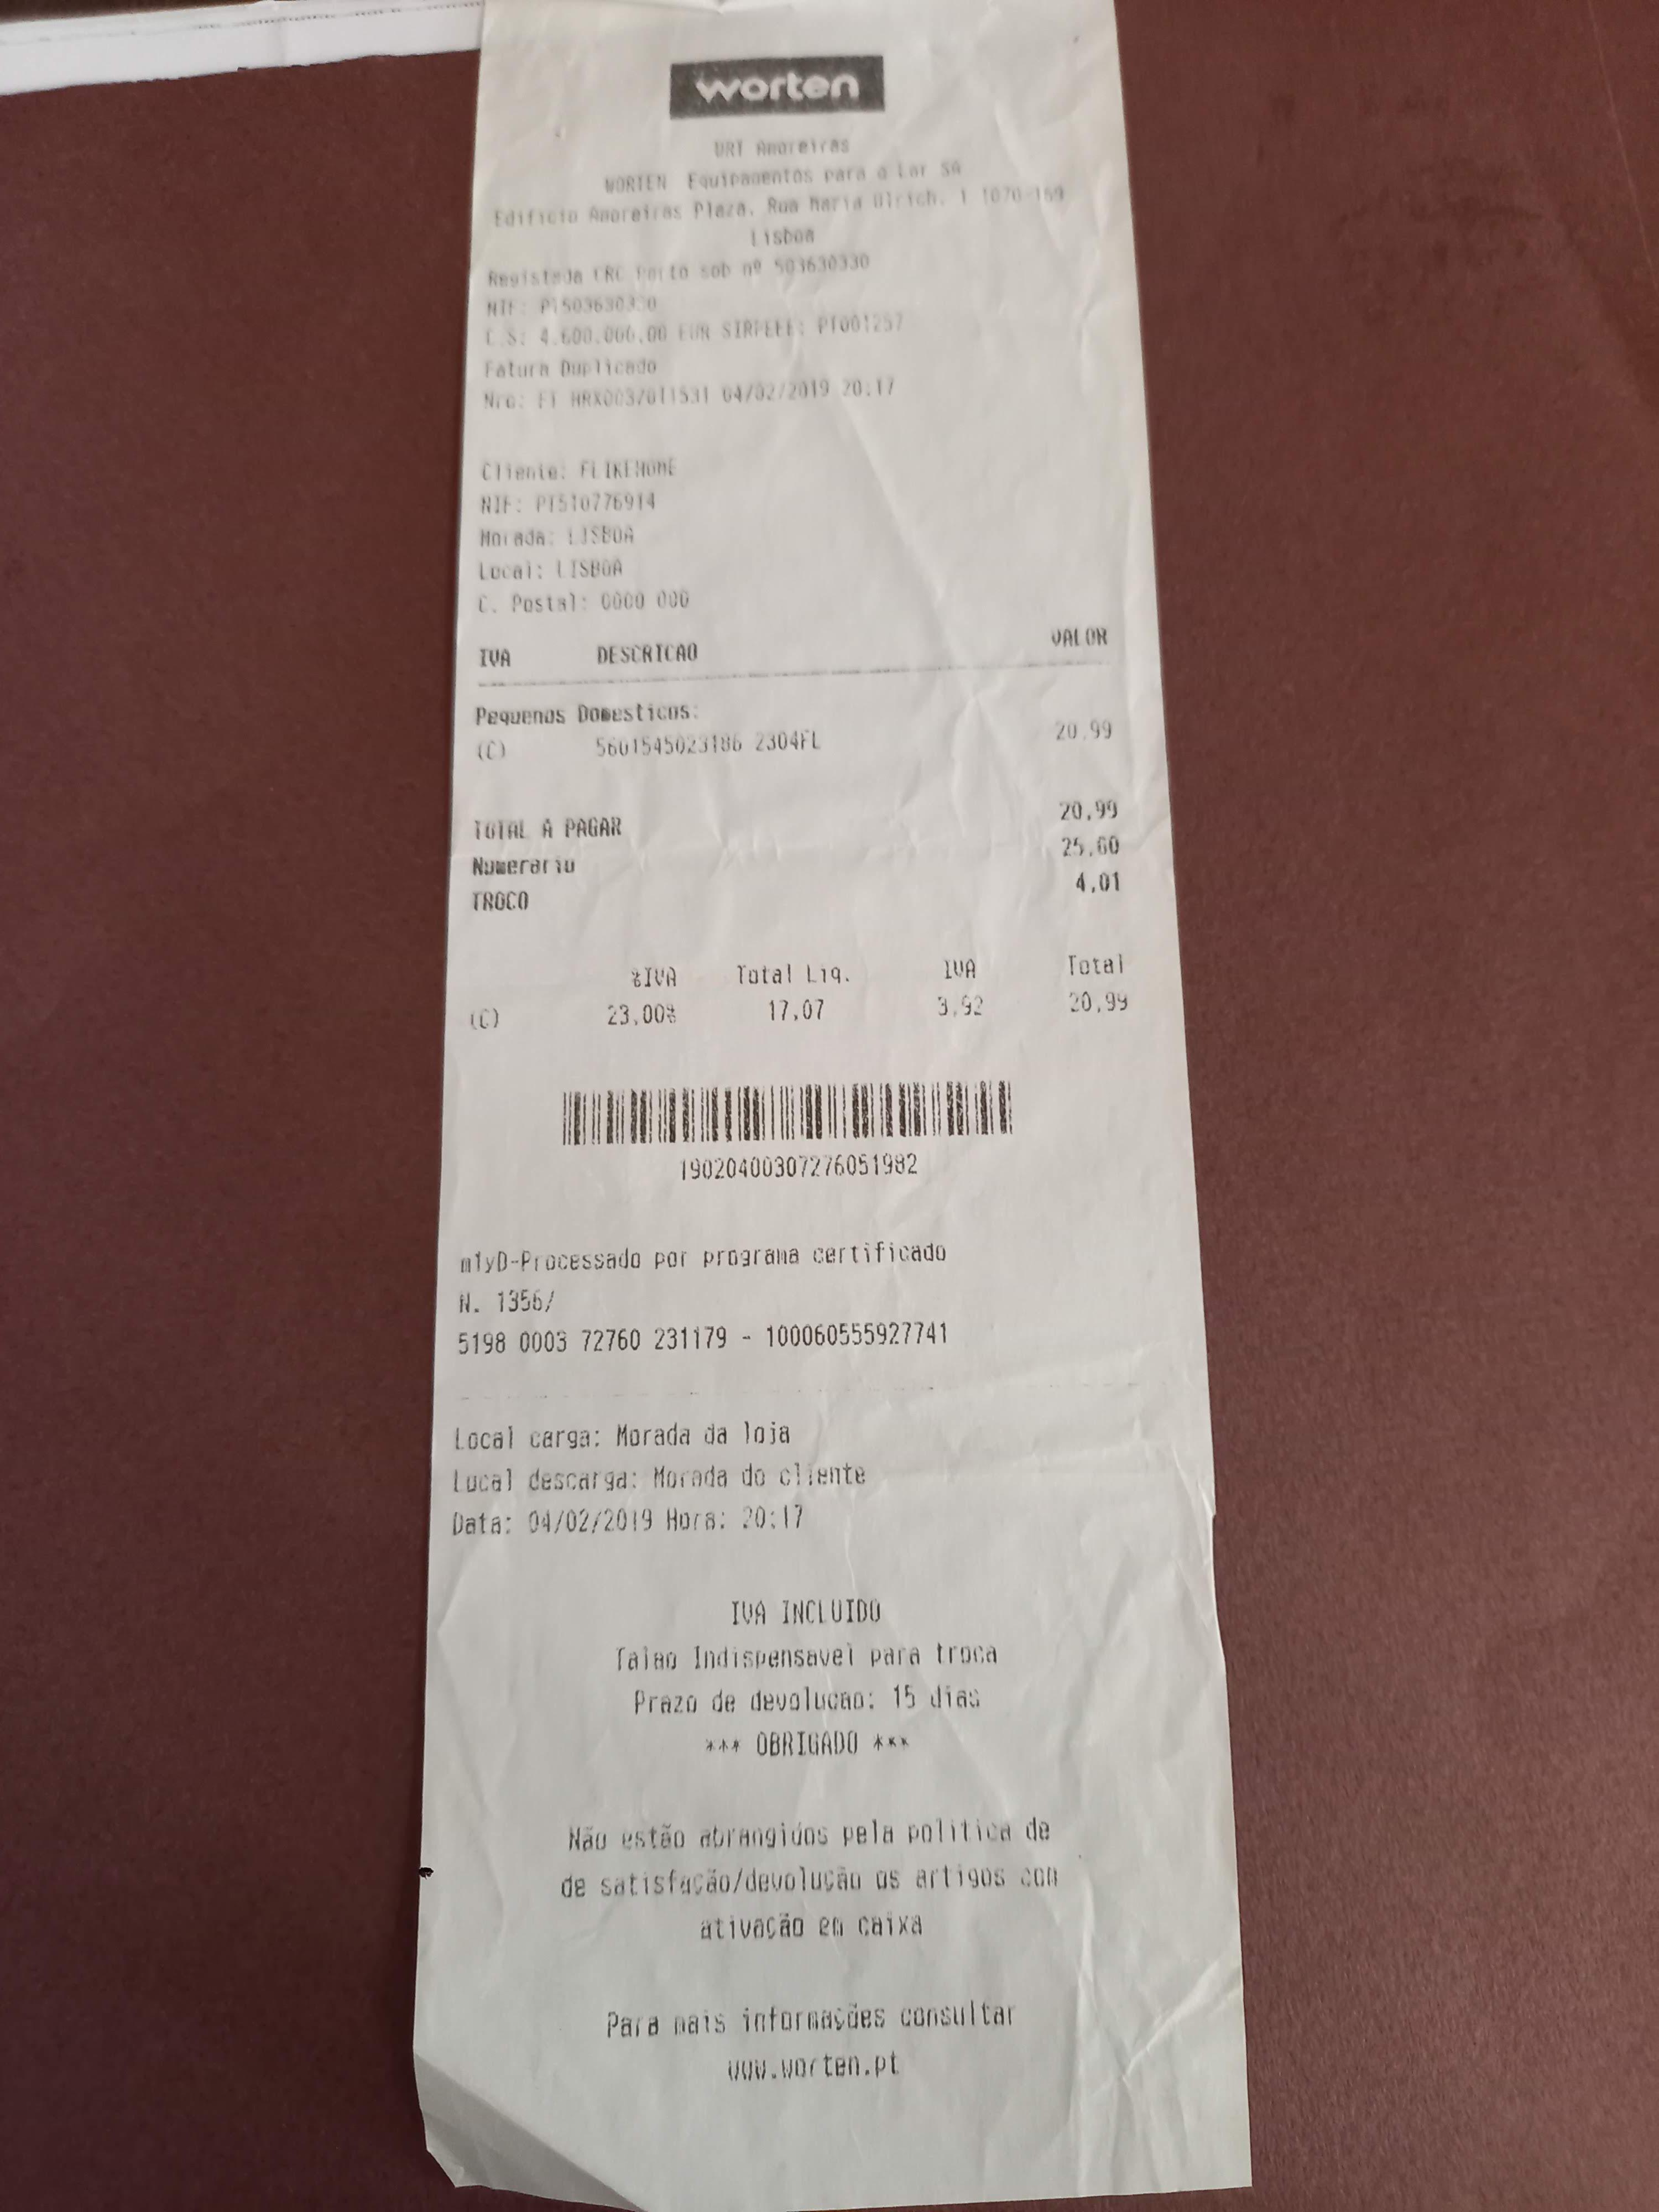 worten
WRT Amoreiras
WORTEN Equipamentos para o Lar SA
Edificio Amoreiras Plaza, Rua Maria Ulrich, 1 1070-169
Lisboa
Registada CRC Porto sob nº 503630330
NIF: PT503630330
C.S: 4.600.000,00 EUR SIRPEEE: PT001257
Fatura Duplicado
Nro: FT 04/02/2019 20:17
Cliente: FLIKEHOME
NIF: PT510776914
Morada: LISBOA
Local: LISBOA
C. Postal: 0000 000
IVA DESCRICAO VALOR
Pequenos Domesticos:
(C) 5601545023186 2304FL 20,99
TOTAL A PAGAR 20,99
Numerario 25,00
TROCO 4,01
%IVA Total Liq. IVA Total
(C) 23,00% 17,07 3,92 20,99
19020400307276051982
m1yD-Processado por programa certificado
N. 1356/
5198 0003 72760 231179 - 100060555927741
Local carga: Morada da loja
Local descarga: Morada do cliente
Data: 04/02/2019 Hora: 20:17
IVA INCLUIDO
Talao Indispensavel para troca
Prazo de devolucao: 15 dias
*** OBRIGADO ***
Não estão abrangidos pela politica de
de satisfação/devolução os artigos com
ativação em caixa
Para mais informações consultar
www.worten.pt